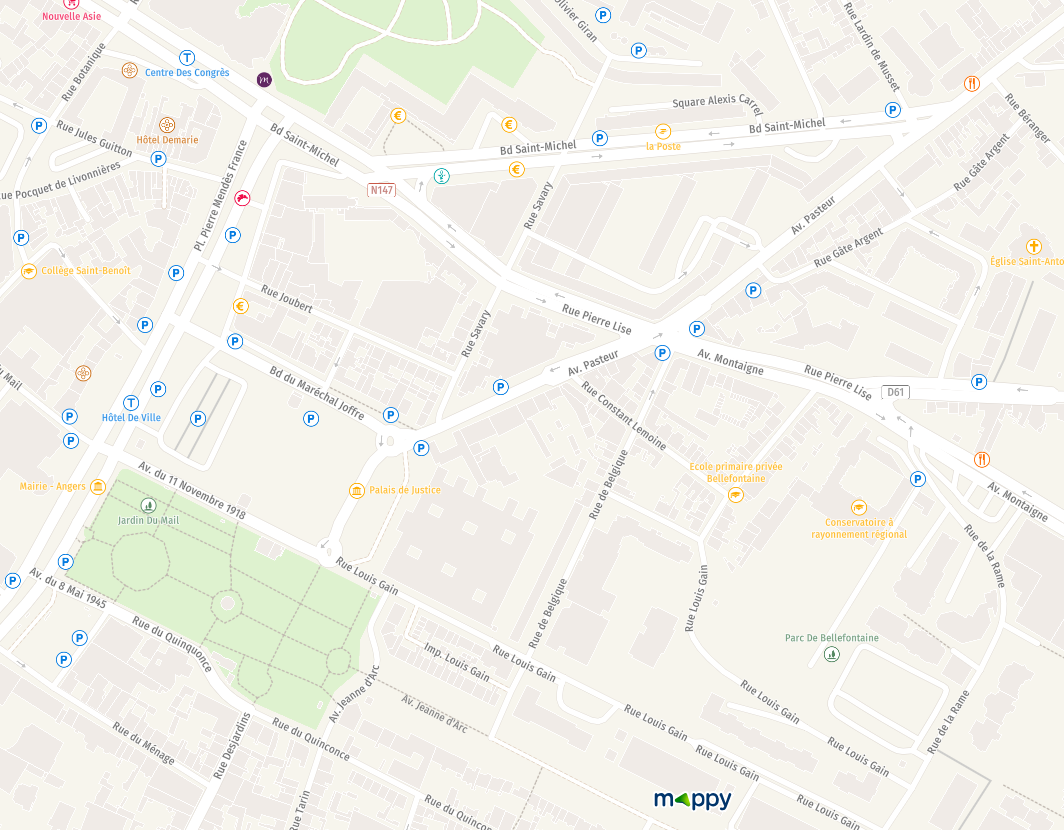 Nouvelle Asie
Olivier Giran
Rue Lardin de Musset
Centre Des Congrès
Rue Botanique
Square Alexis Carrel
Rue Béranger
Rue Jules Guitton
Hôtel Demarie
Bd Saint-Michel
Bd Saint-Michel
Bd Saint-Michel
la Poste
Rue Gâte Argent
ue Pocquet de Livonnières
N147
Pl. Pierre Mendès France
Rue Savary
Av. Pasteur
Rue Gâte Argent
Église Saint-Anto
Collège Saint-Benoît
Rue Joubert
Rue Savary
Rue Pierre Lise
Av. Pasteur
Av. Montaigne
Rue Pierre Lise
D61
u Mail
Bd du Maréchal Joffre
Hôtel De Ville
Rue Constant Lemoine
Mairie - Angers
Av. du 11 Novembre 1918
Palais de Justice
Ecole primaire privée
Bellefontaine
Rue de Belgique
Av. Montaigne
Jardin Du Mail
Conservatoire à
rayonnement régional
Rue de la Rame
Rue Louis Gain
Av. du 8 Mai 1945
Rue Louis Gain
Rue de Belgique
Rue du Quinquonce
Imp. Louis Gain
Rue Louis Gain
Parc De Bellefontaine
Av. Jeanne d'Arc
Av. Jeanne d'Arc
Rue Louis Gain
Rue Louis Gain
Rue Louis Gain
Rue de la Rame
Rue du Ménage
Rue Desjardins
Rue du Quinconce
Rue Louis Gain
Rue Tarin
Rue du Quinconc
Rue Louis Gain
mappy